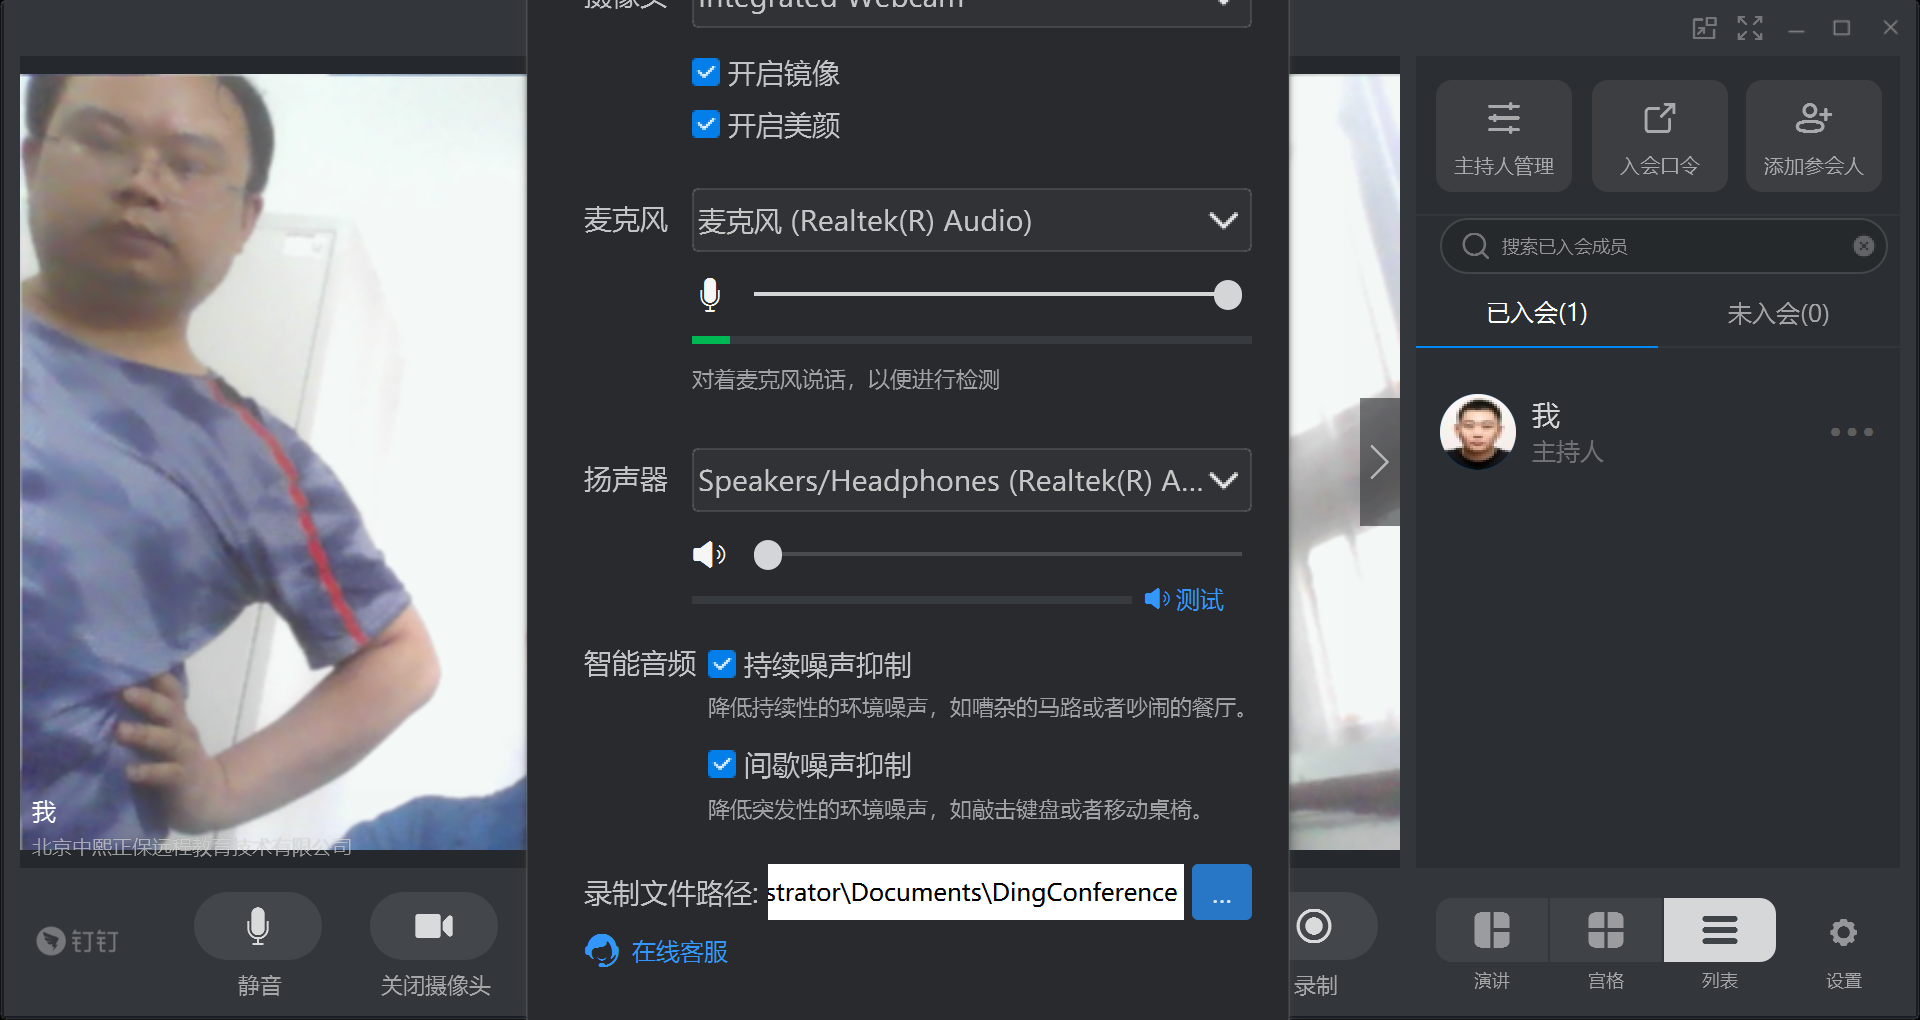 摄像头 Integrated Webcam
开启镜像
开启美颜
麦克风 麦克风 (Realtek(R) Audio)
对着麦克风说话，以便进行检测
扬声器 Speakers/Headphones (Realtek(R) A...
测试
智能音频 持续噪声抑制
降低持续性的环境噪声，如嘈杂的马路或者吵闹的餐厅。
间歇噪声抑制
降低突发性的环境噪声，如敲击键盘或者移动桌椅。
录制文件路径: strator\Documents\DingConference ...
在线客服
主持人管理
入会口令
添加参会人
搜索已入会成员
已入会(1) 未入会(0)
我
主持人
我
北京中熙正保远程教育技术有限公司
钉钉
静音
关闭摄像头
录制
演讲
宫格
列表
设置